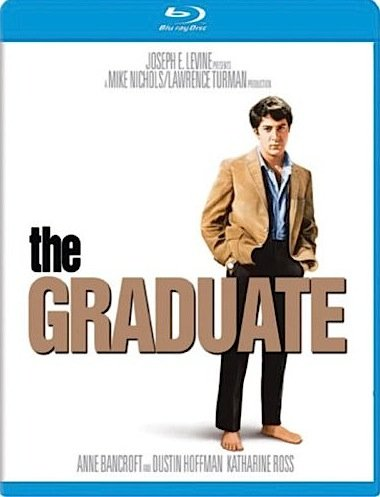 Blu-ray Disc
JOSEPH E. LEVINE PRESENTS
A MIKE NICHOLS/LAWRENCE TURMAN PRODUCTION
the
GRADUATE
ANNE BANCROFT AND DUSTIN HOFFMAN KATHARINE ROSS